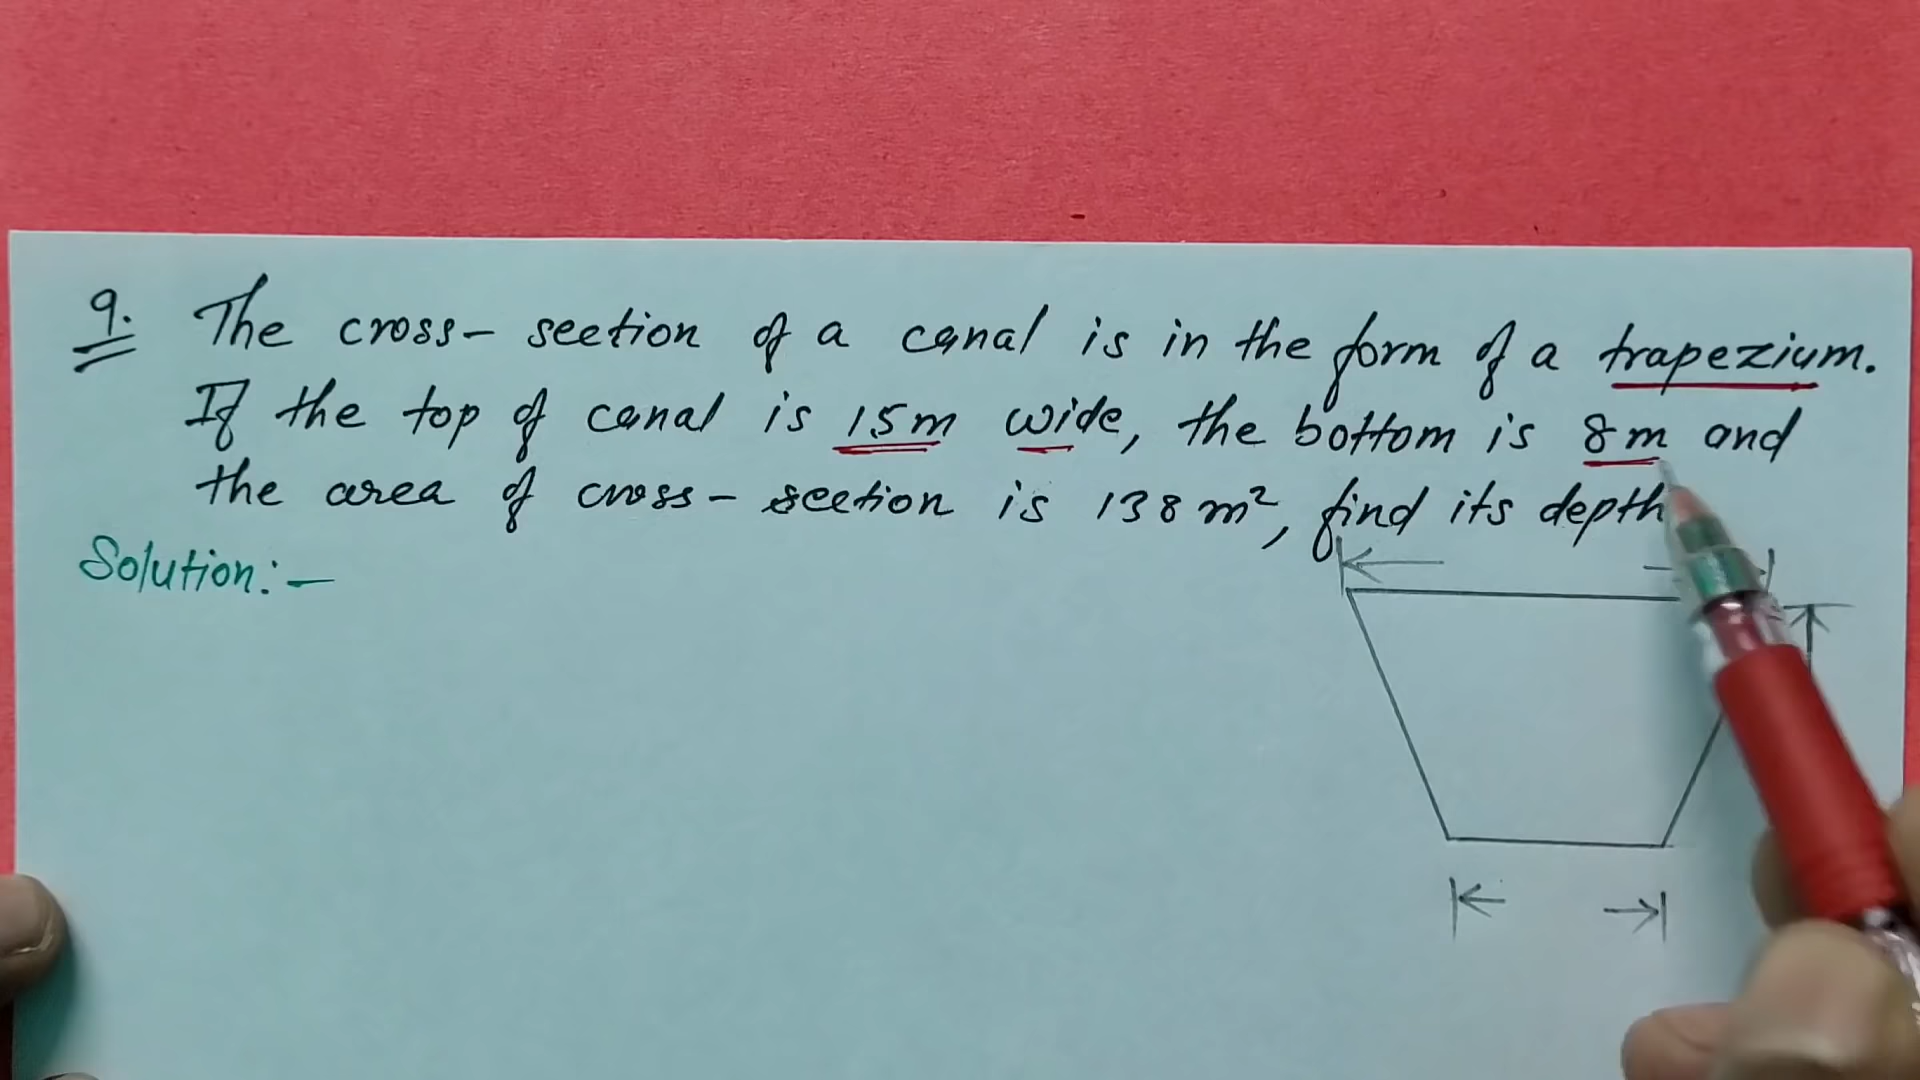 9. The cross-section of a canal is in the form of a trapezium.
If the top of canal is 15m wide, the bottom is 8m and
the area of cross-section is 138 m², find its depth
Solution:-